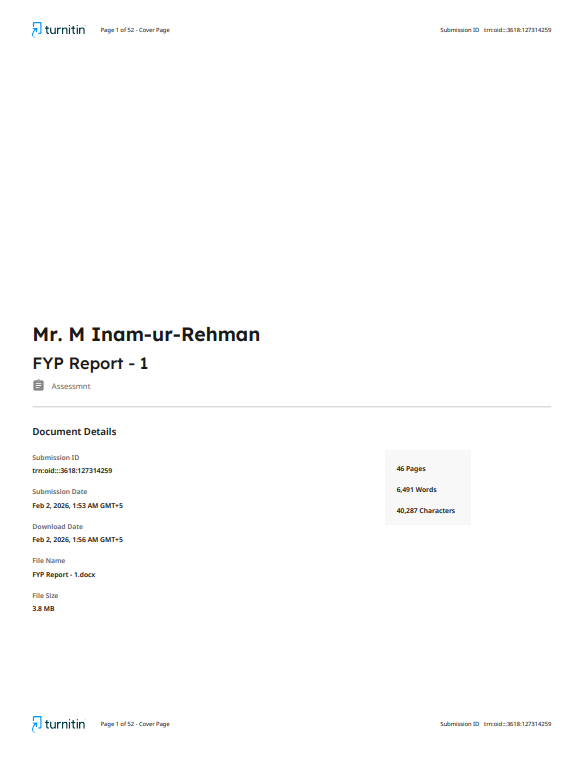 turnitin Page 1 of 52 - Cover Page Submission ID trn:oid:::3618:127314259
Mr. M Inam-ur-Rehman
FYP Report - 1
Assessmnt
Document Details
Submission ID
trn:oid:::3618:127314259
Submission Date
Feb 2, 2026, 1:53 AM GMT+5
Download Date
Feb 2, 2026, 1:56 AM GMT+5
File Name
FYP Report - 1.docx
File Size
3.8 MB
46 Pages
6,491 Words
40,287 Characters
turnitin Page 1 of 52 - Cover Page Submission ID trn:oid:::3618:127314259